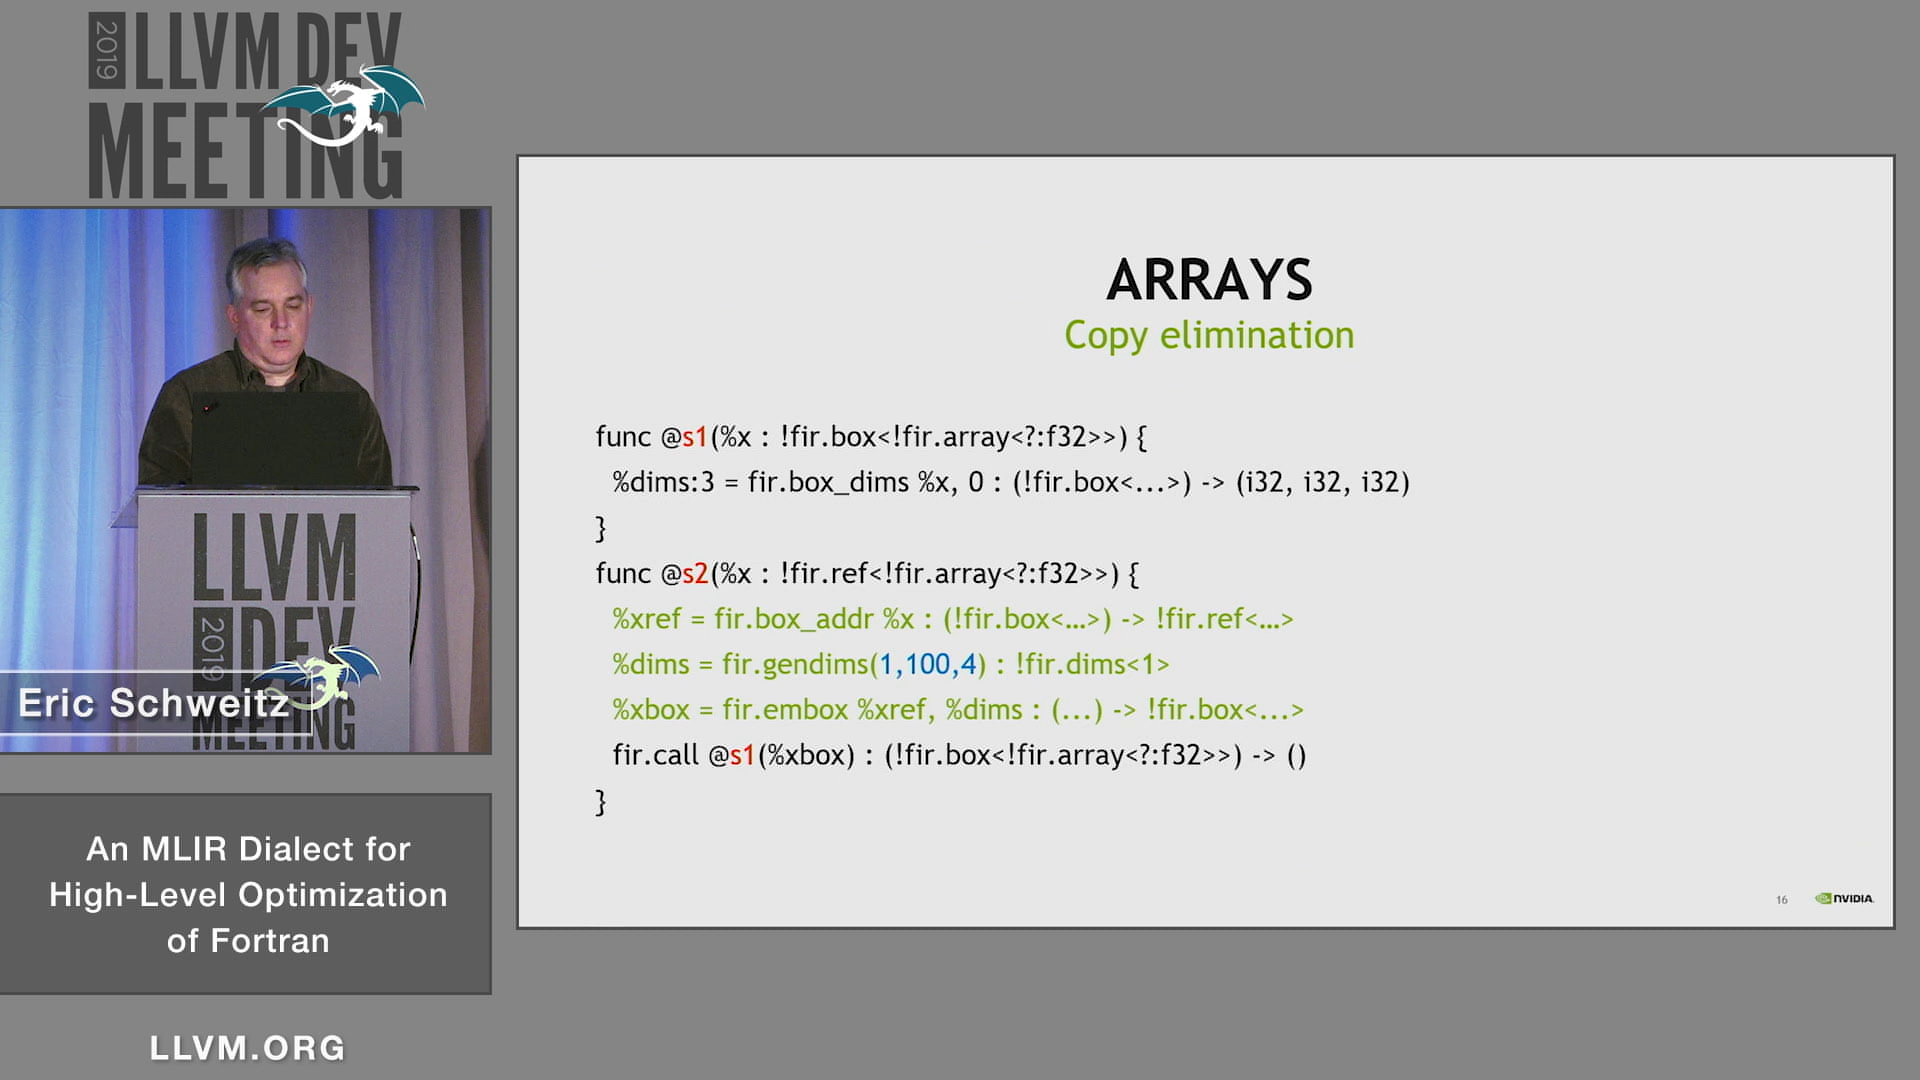 2019
LLVM DEV
MEETING
LLVM
2019
DEV
MEETING
Eric Schweitz
An MLIR Dialect for
High-Level Optimization
of Fortran
LLVM.ORG
ARRAYS
Copy elimination
func @s1(%x : !fir.box<!fir.array<?:f32>>) {
%dims:3 = fir.box_dims %x, 0 : (!fir.box<...>) -> (i32, i32, i32)
}
func @s2(%x : !fir.ref<!fir.array<?:f32>>) {
%xref = fir.box_addr %x : (!fir.box<…>) -> !fir.ref<…>
%dims = fir.gendims(1,100,4) : !fir.dims<1>
%xbox = fir.embox %xref, %dims : (...) -> !fir.box<...>
fir.call @s1(%xbox) : (!fir.box<!fir.array<?:f32>>) -> ()
}
16
NVIDIA.